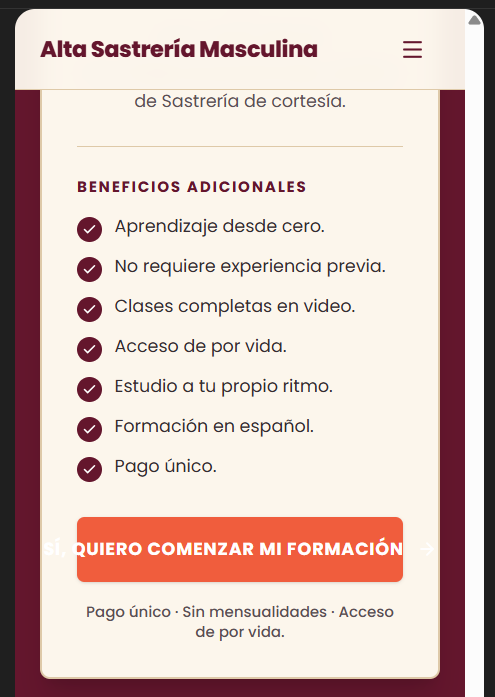 Alta Sastrería Masculina
de Sastrería de cortesía.
BENEFICIOS ADICIONALES
Aprendizaje desde cero.
No requiere experiencia previa.
Clases completas en video.
Acceso de por vida.
Estudio a tu propio ritmo.
Formación en español.
Pago único.
SÍ, QUIERO COMENZAR MI FORMACIÓN →
Pago único · Sin mensualidades · Acceso
de por vida.